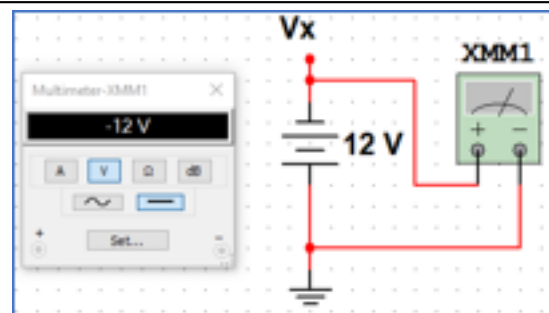 Vx
XMM1
Multimeter-XMM1 ×
-12 V
A V Ω dB
Set...
+ -
12 V
+ -